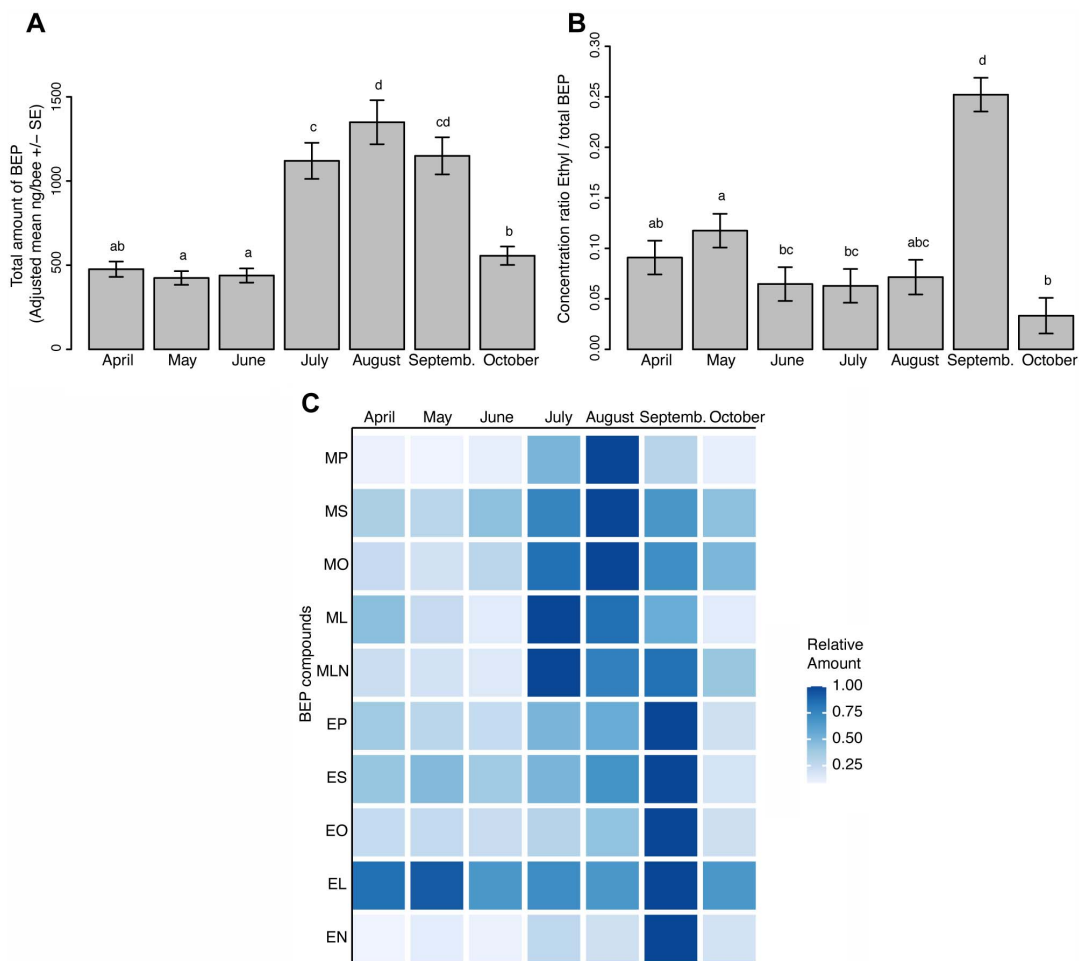 A
Total amount of BEP
(Adjusted mean ng/bee +/− SE)
1500
1000
500
0
ab
a
a
c
d
cd
b
April May June July August Septemb. October
B
Concentration ratio Ethyl / total BEP
0.30
0.25
0.20
0.15
0.10
0.05
0.00
ab
a
bc
bc
abc
d
b
April May June July August Septemb. October
C
April May June July August Septemb. October
BEP compounds
MP
MS
MO
ML
MLN
EP
ES
EO
EL
EN
Relative
Amount
1.00
0.75
0.50
0.25